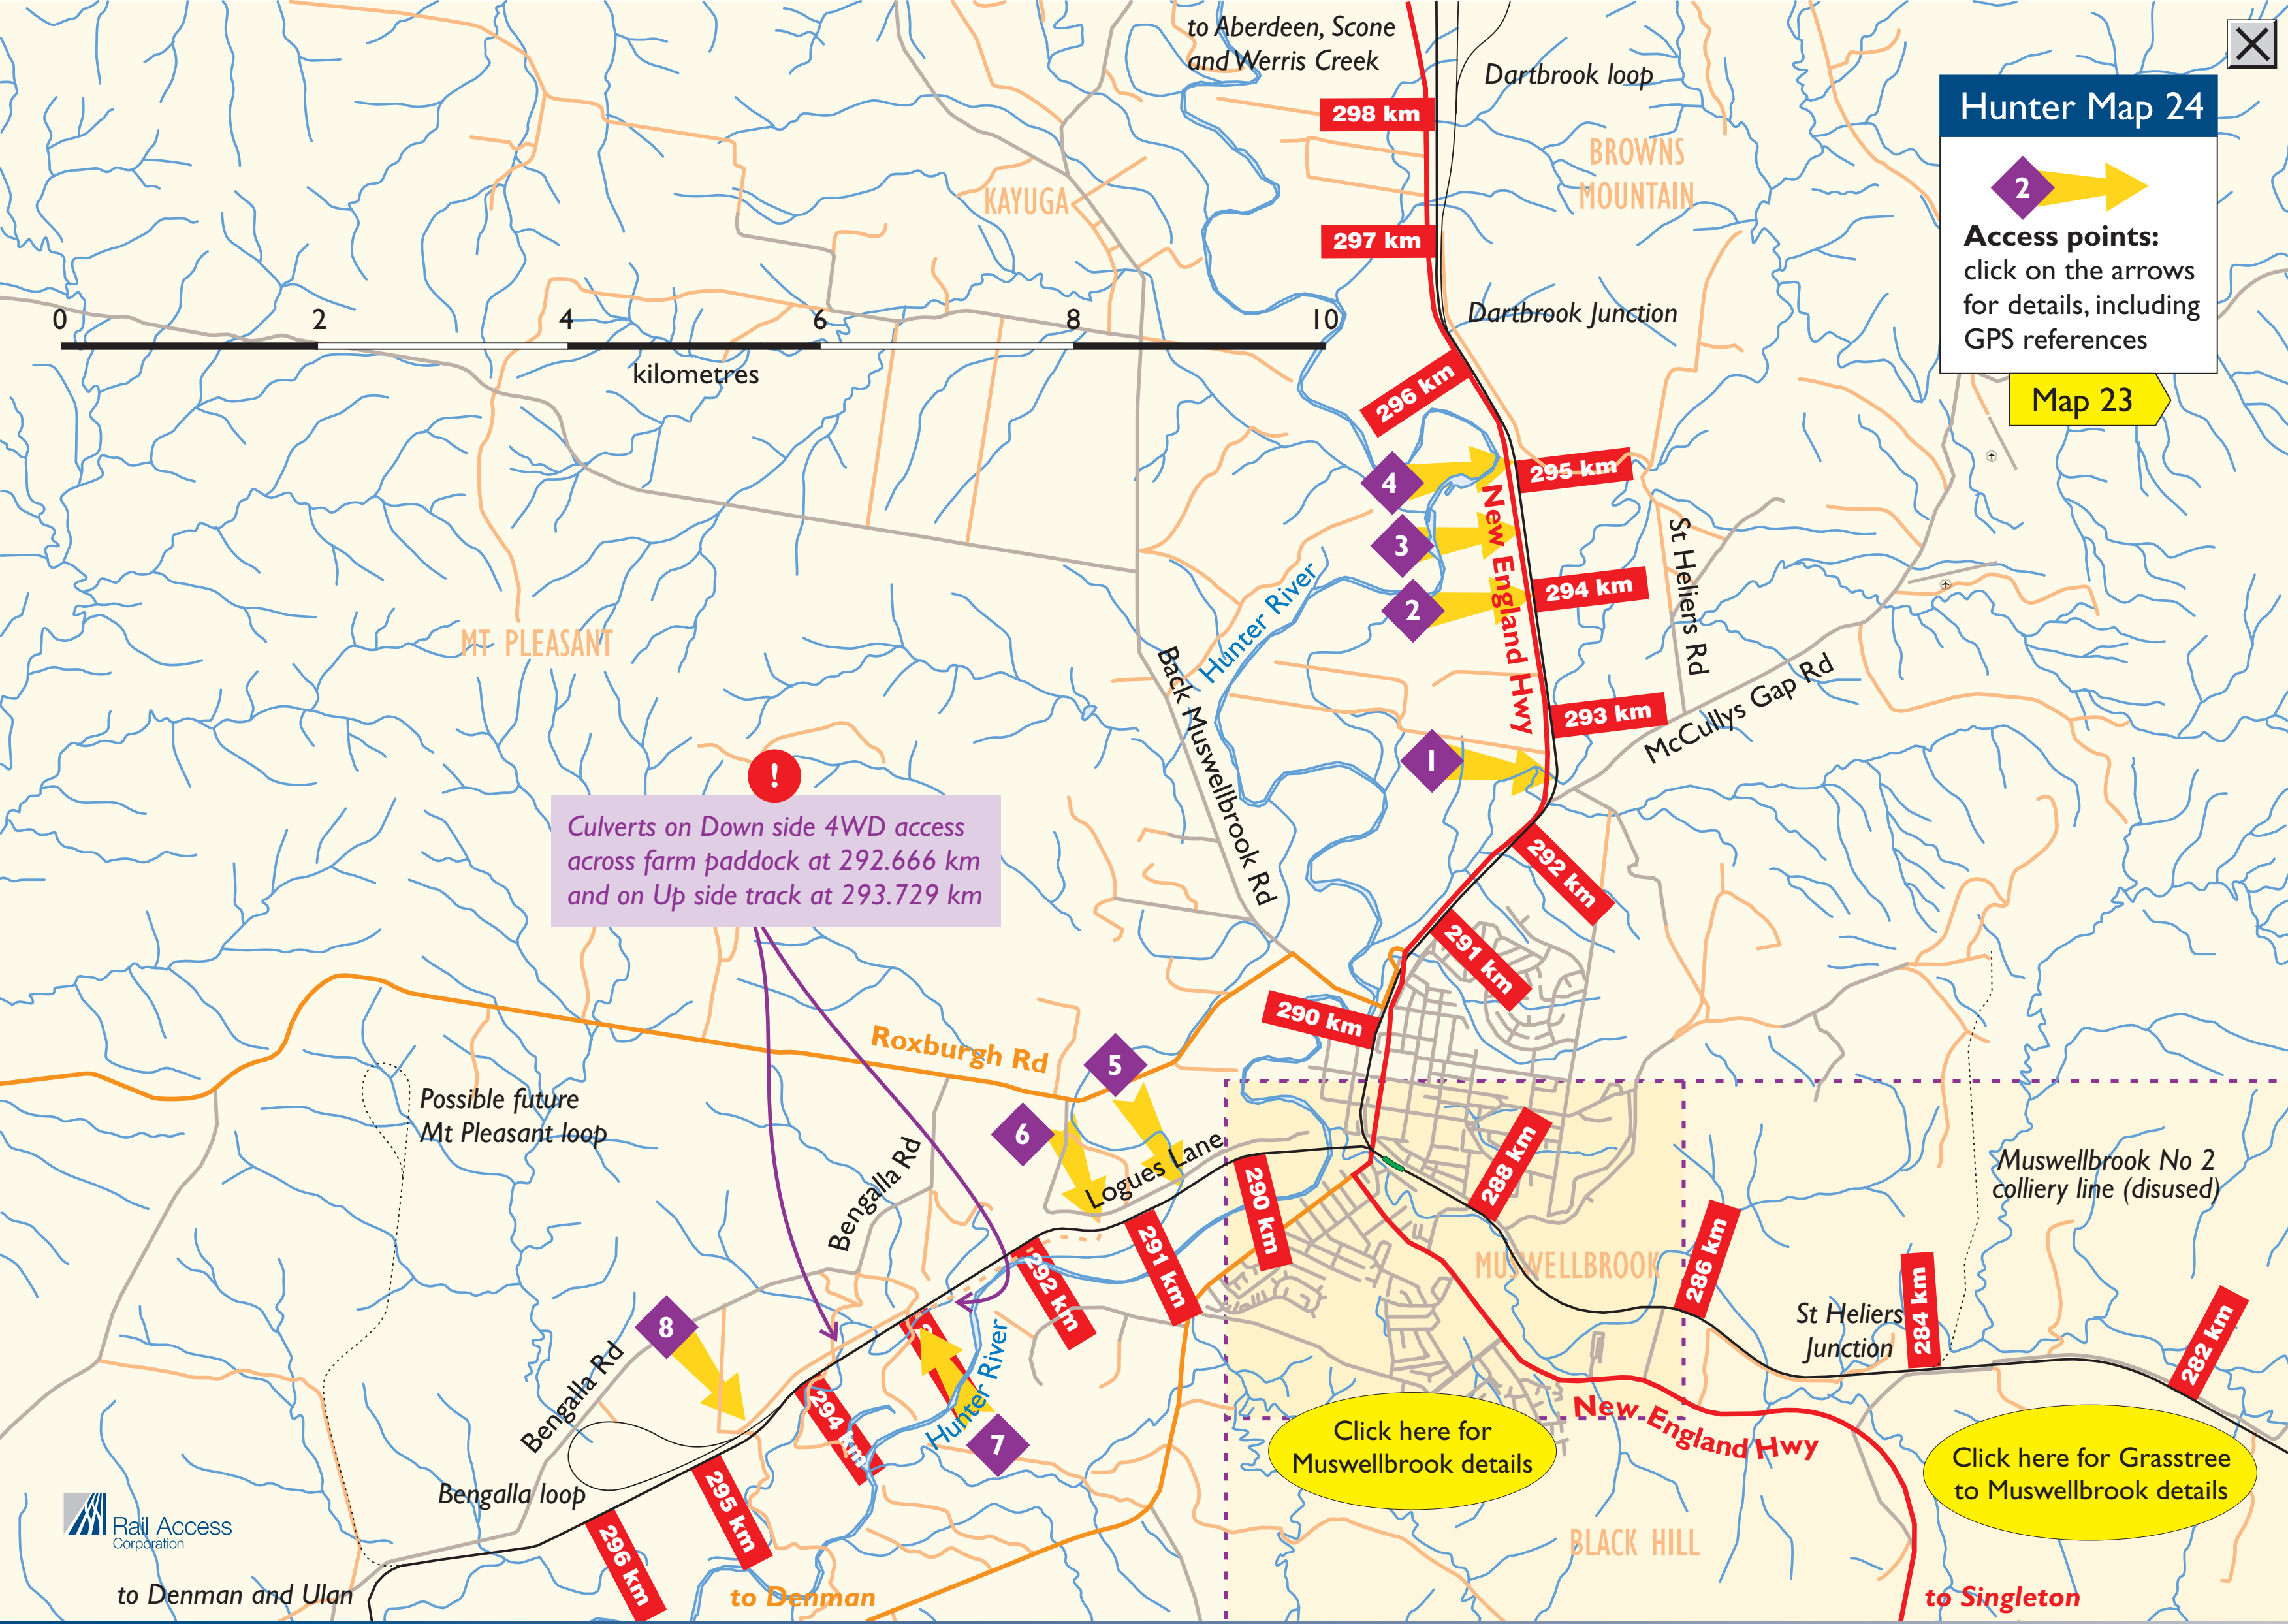 to Aberdeen, Scone
and Werris Creek
Dartbrook loop
298 km
Hunter Map 24
BROWNS
MOUNTAIN
2
KAYUGA
297 km
Access points:
click on the arrows
for details, including
GPS references
Dartbrook Junction
0 2 4 6 8 10
kilometres
296 km
Map 23
4
295 km
3
New England Hwy
St Heliers Rd
294 km
2
Hunter River
MT PLEASANT
Back Muswellbrook Rd
293 km
McCullys Gap Rd
1
!
Culverts on Down side 4WD access
across farm paddock at 292.666 km
and on Up side track at 293.729 km
292 km
291 km
290 km
Roxburgh Rd
5
Possible future
Mt Pleasant loop
6
Logues Lane
288 km
Muswellbrook No 2
colliery line (disused)
Bengalla Rd
290 km
291 km
MUSWELLBROOK
286 km
292 km
St Heliers
Junction
284 km
282 km
8
Bengalla Rd
294 km
Hunter River
7
New England Hwy
Click here for
Muswellbrook details
Click here for Grasstree
to Muswellbrook details
Bengalla loop
295 km
296 km
Rail Access
Corporation
BLACK HILL
to Denman and Ulan
to Denman
to Singleton